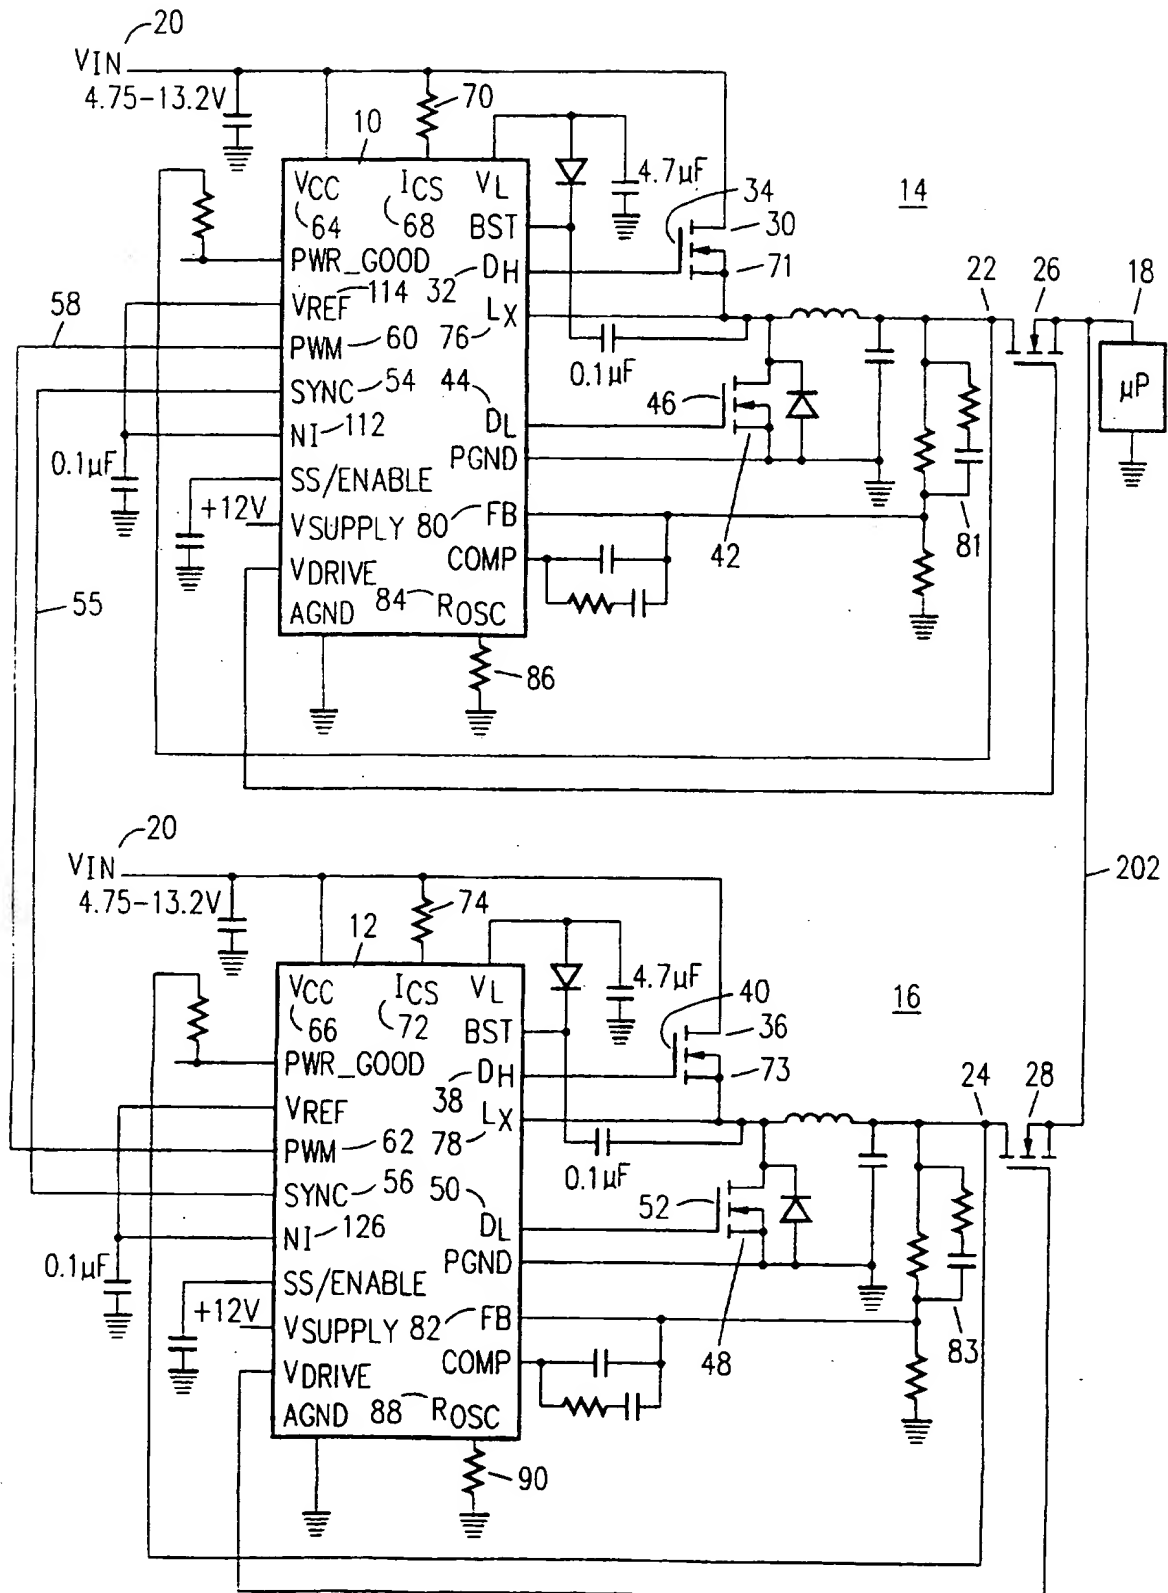 20
VIN
4.75-13.2V
70
10
VCC
ICS
VL
64
68
4.7µF
34
14
BST
30
PWR_GOOD
32
DH
71
22
26
18
VREF
114
LX
58
PWM
60
76
0.1µF
µP
SYNC
54
44
46
DL
NI
112
0.1µF
PGND
SS/ENABLE
+12V
VSUPPLY
80
FB
42
81
COMP
VDRIVE
55
84
ROSC
AGND
86
20
VIN
4.75-13.2V
74
202
12
VCC
ICS
VL
66
72
4.7µF
40
16
BST
36
PWR_GOOD
38
DH
73
24
28
VREF
LX
PWM
62
78
0.1µF
SYNC
56
50
52
DL
NI
126
0.1µF
PGND
SS/ENABLE
+12V
VSUPPLY
82
FB
48
83
COMP
VDRIVE
AGND
88
ROSC
90